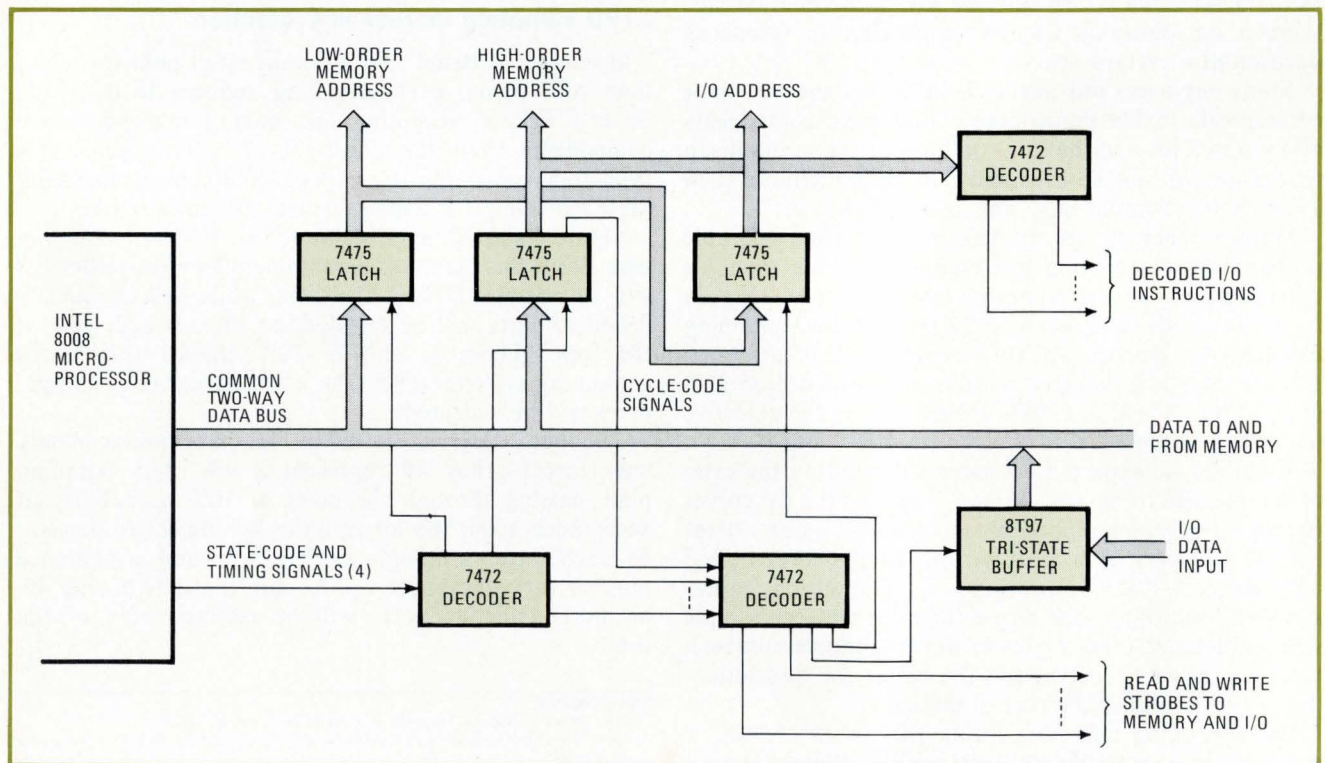 LOW-ORDER
MEMORY
ADDRESS
HIGH-ORDER
MEMORY
ADDRESS
I/O ADDRESS
7472
DECODER
7475
LATCH
7475
LATCH
7475
LATCH
DECODED I/O
INSTRUCTIONS
INTEL
8008
MICRO-
PROCESSOR
COMMON
TWO-WAY
DATA BUS
CYCLE-CODE
SIGNALS
DATA TO AND
FROM MEMORY
STATE-CODE AND
TIMING SIGNALS (4)
7472
DECODER
7472
DECODER
8T97
TRI-STATE
BUFFER
I/O
DATA
INPUT
READ AND WRITE
STROBES TO
MEMORY AND I/O